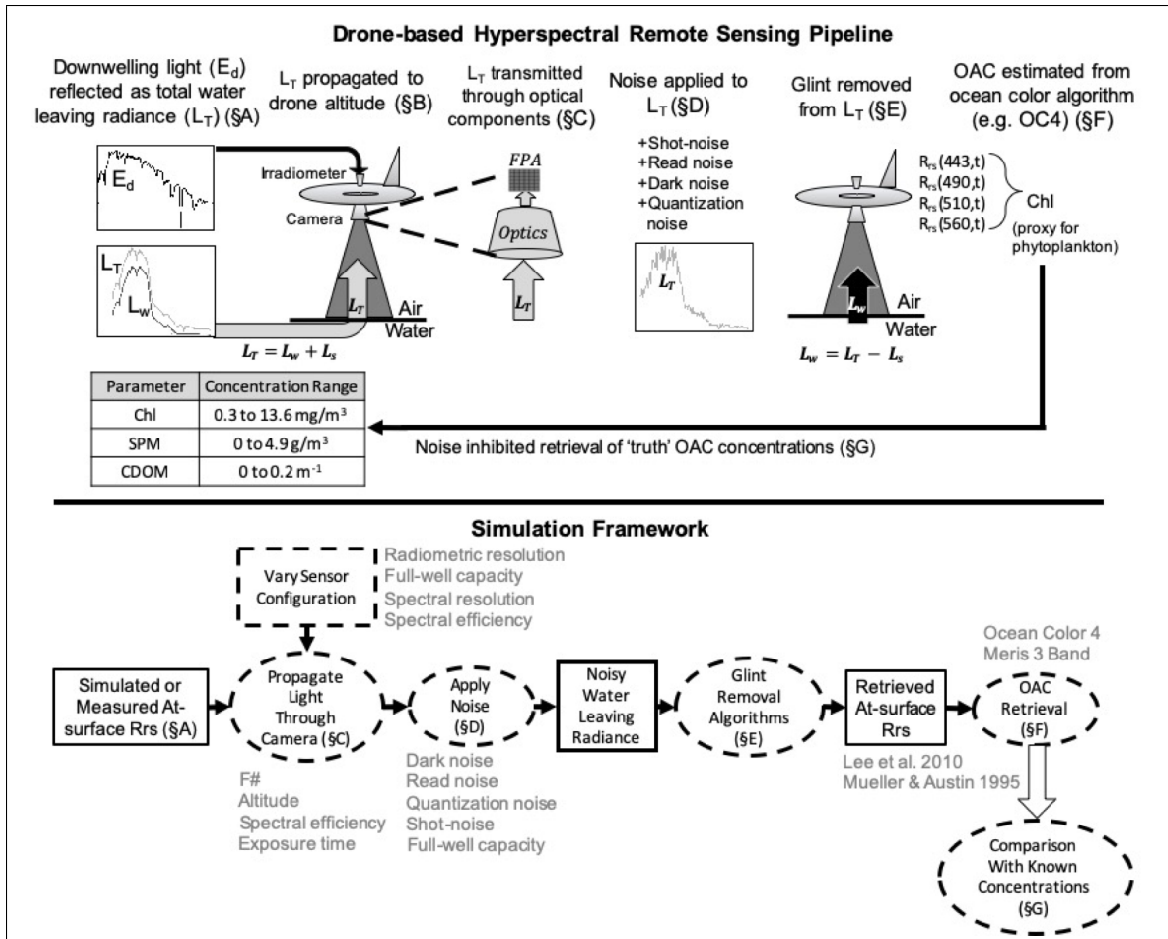 Drone-based Hyperspectral Remote Sensing Pipeline
Downwelling light (Ed)
reflected as total water
leaving radiance (LT) (§A)
LT propagated to
drone altitude (§B)
LT transmitted
through optical
components (§C)
Noise applied to
LT (§D)
+Shot-noise
+Read noise
+Dark noise
+Quantization
noise
Glint removed
from LT (§E)
OAC estimated from
ocean color algorithm
(e.g. OC4) (§F)
Ed
Irradiometer
Camera
FPA
Optics
LT
LT
Lw
LT
Air
Water
LT = Lw + Ls
LT
Lw
Air
Water
Lw = LT − Ls
Rrs(443,t)
Rrs(490,t)
Rrs(510,t)
Rrs(560,t)
Chl
(proxy for
phytoplankton)
Parameter Concentration Range
Chl 0.3 to 13.6 mg/m³
SPM 0 to 4.9 g/m³
CDOM 0 to 0.2 m⁻¹
Noise inhibited retrieval of ‘truth’ OAC concentrations (§G)
Simulation Framework
Vary Sensor
Configuration
Radiometric resolution
Full-well capacity
Spectral resolution
Spectral efficiency
Simulated or
Measured At-
surface Rrs (§A)
Propagate
Light
Through
Camera (§C)
F#
Altitude
Spectral efficiency
Exposure time
Apply
Noise
(§D)
Dark noise
Read noise
Quantization noise
Shot-noise
Full-well capacity
Noisy
Water
Leaving
Radiance
Glint
Removal
Algorithms
(§E)
Retrieved
At-surface
Rrs
Lee et al. 2010
Mueller & Austin 1995
Ocean Color 4
Meris 3 Band
OAC
Retrieval
(§F)
Comparison
With Known
Concentrations
(§G)